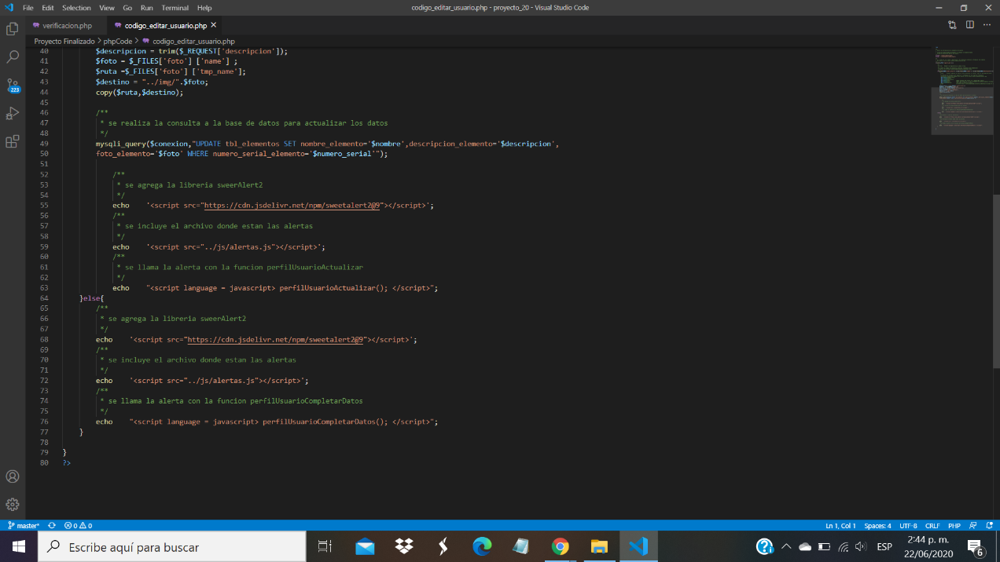 File Edit Selection View Go Run Terminal Help codigo_editar_usuario.php - proyecto_20 - Visual Studio Code
verificacion.php codigo_editar_usuario.php
Proyecto Finalizado > phpCode > codigo_editar_usuario.php
40 $descripcion = trim($_REQUEST['descripcion']);
41 $foto = $_FILES['foto'] ['name'] ;
42 $ruta =$_FILES['foto'] ['tmp_name'];
43 $destino = "../img/".$foto;
44 copy($ruta,$destino);
45
46 /**
47 * se realiza la consulta a la base de datos para actualizar los datos
48 */
49 mysqli_query($conexion,"UPDATE tbl_elementos SET nombre_elemento='$nombre',descripcion_elemento='$descripcion',
50 foto_elemento='$foto' WHERE numero_serial_elemento='$numero_serial'");
51
52 /**
53 * se agrega la libreria sweerAlert2
54 */
55 echo '<script src="https://cdn.jsdelivr.net/npm/sweetalert2@9"></script>';
56 /**
57 * se incluye el archivo donde estan las alertas
58 */
59 echo '<script src="../js/alertas.js"></script>';
60 /**
61 * se llama la alerta con la funcion perfilUsuarioActualizar
62 */
63 echo "<script language = javascript> perfilUsuarioActualizar(); </script>";
64 }else{
65 /**
66 * se agrega la libreria sweerAlert2
67 */
68 echo '<script src="https://cdn.jsdelivr.net/npm/sweetalert2@9"></script>';
69 /**
70 * se incluye el archivo donde estan las alertas
71 */
72 echo '<script src="../js/alertas.js"></script>';
73 /**
74 * se llama la alerta con la funcion perfilUsuarioCompletarDatos
75 */
76 echo "<script language = javascript> perfilUsuarioCompletarDatos(); </script>";
77 }
78
79 }
80 ?>
223
master* 0 0 Ln 1, Col 1 Spaces: 4 UTF-8 CRLF PHP
Escribe aquí para buscar
ESP
2:44 p. m.
22/06/2020
6